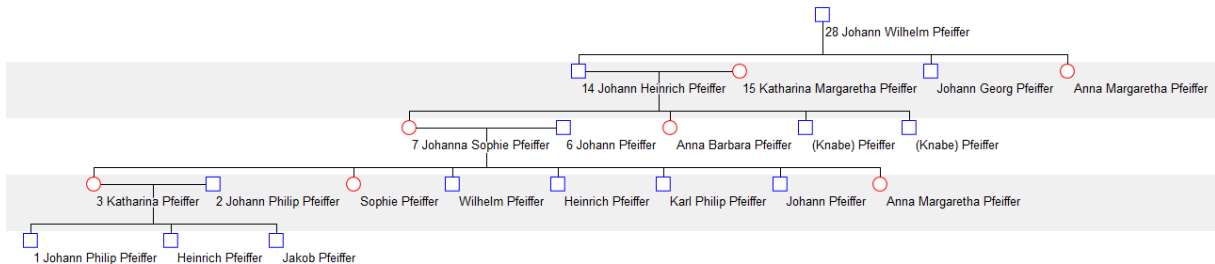 28 Johann Wilhelm Pfeiffer
14 Johann Heinrich Pfeiffer 15 Katharina Margaretha Pfeiffer Johann Georg Pfeiffer Anna Margaretha Pfeiffer
7 Johanna Sophie Pfeiffer 6 Johann Pfeiffer Anna Barbara Pfeiffer (Knabe) Pfeiffer (Knabe) Pfeiffer
3 Katharina Pfeiffer 2 Johann Philip Pfeiffer Sophie Pfeiffer Wilhelm Pfeiffer Heinrich Pfeiffer Karl Philip Pfeiffer Johann Pfeiffer Anna Margaretha Pfeiffer
1 Johann Philip Pfeiffer Heinrich Pfeiffer Jakob Pfeiffer